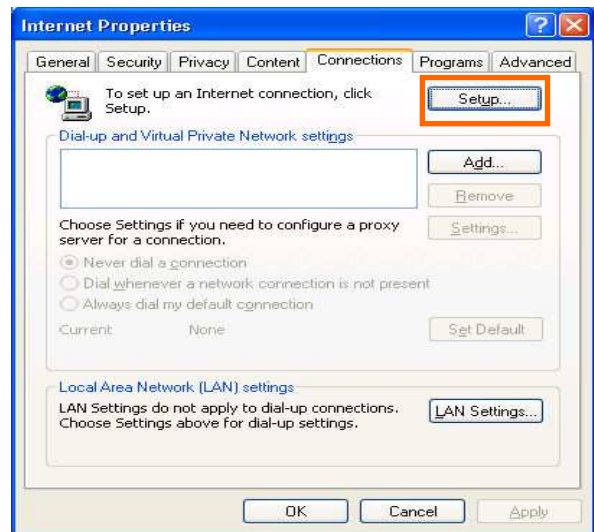 Internet Properties
?
General Security Privacy Content Connections Programs Advanced
To set up an Internet connection, click
Setup.
Setup...
Dial-up and Virtual Private Network settings
Add...
Remove
Choose Settings if you need to configure a proxy
server for a connection.
Settings...
Never dial a connection
Dial whenever a network connection is not present
Always dial my default connection
Current None
Set Default
Local Area Network (LAN) settings
LAN Settings do not apply to dial-up connections.
Choose Settings above for dial-up settings.
LAN Settings...
OK Cancel Apply